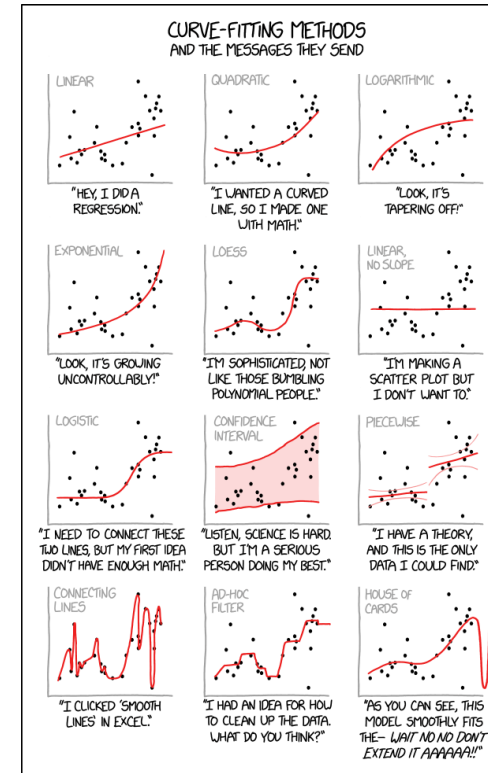 CURVE-FITTING METHODS
AND THE MESSAGES THEY SEND
LINEAR
"HEY, I DID A
REGRESSION."
QUADRATIC
"I WANTED A CURVED
LINE, SO I MADE ONE
WITH MATH."
LOGARITHMIC
"LOOK, IT'S
TAPERING OFF!"
EXPONENTIAL
"LOOK, IT'S GROWING
UNCONTROLLABLY!"
LOESS
"I'M SOPHISTICATED, NOT
LIKE THOSE BUMBLING
POLYNOMIAL PEOPLE."
LINEAR,
NO SLOPE
"I'M MAKING A
SCATTER PLOT BUT
I DON'T WANT TO."
LOGISTIC
"I NEED TO CONNECT THESE
TWO LINES, BUT MY FIRST IDEA
DIDN'T HAVE ENOUGH MATH."
CONFIDENCE
INTERVAL
"LISTEN, SCIENCE IS HARD.
BUT I'M A SERIOUS
PERSON DOING MY BEST."
PIECEWISE
"I HAVE A THEORY,
AND THIS IS THE ONLY
DATA I COULD FIND."
CONNECTING
LINES
"I CLICKED 'SMOOTH
LINES' IN EXCEL."
AD-HOC
FILTER
"I HAD AN IDEA FOR HOW
TO CLEAN UP THE DATA.
WHAT DO YOU THINK?"
HOUSE OF
CARDS
"AS YOU CAN SEE, THIS
MODEL SMOOTHLY FITS
THE- WAIT NO NO DON'T
EXTEND IT AAAAAA!!"